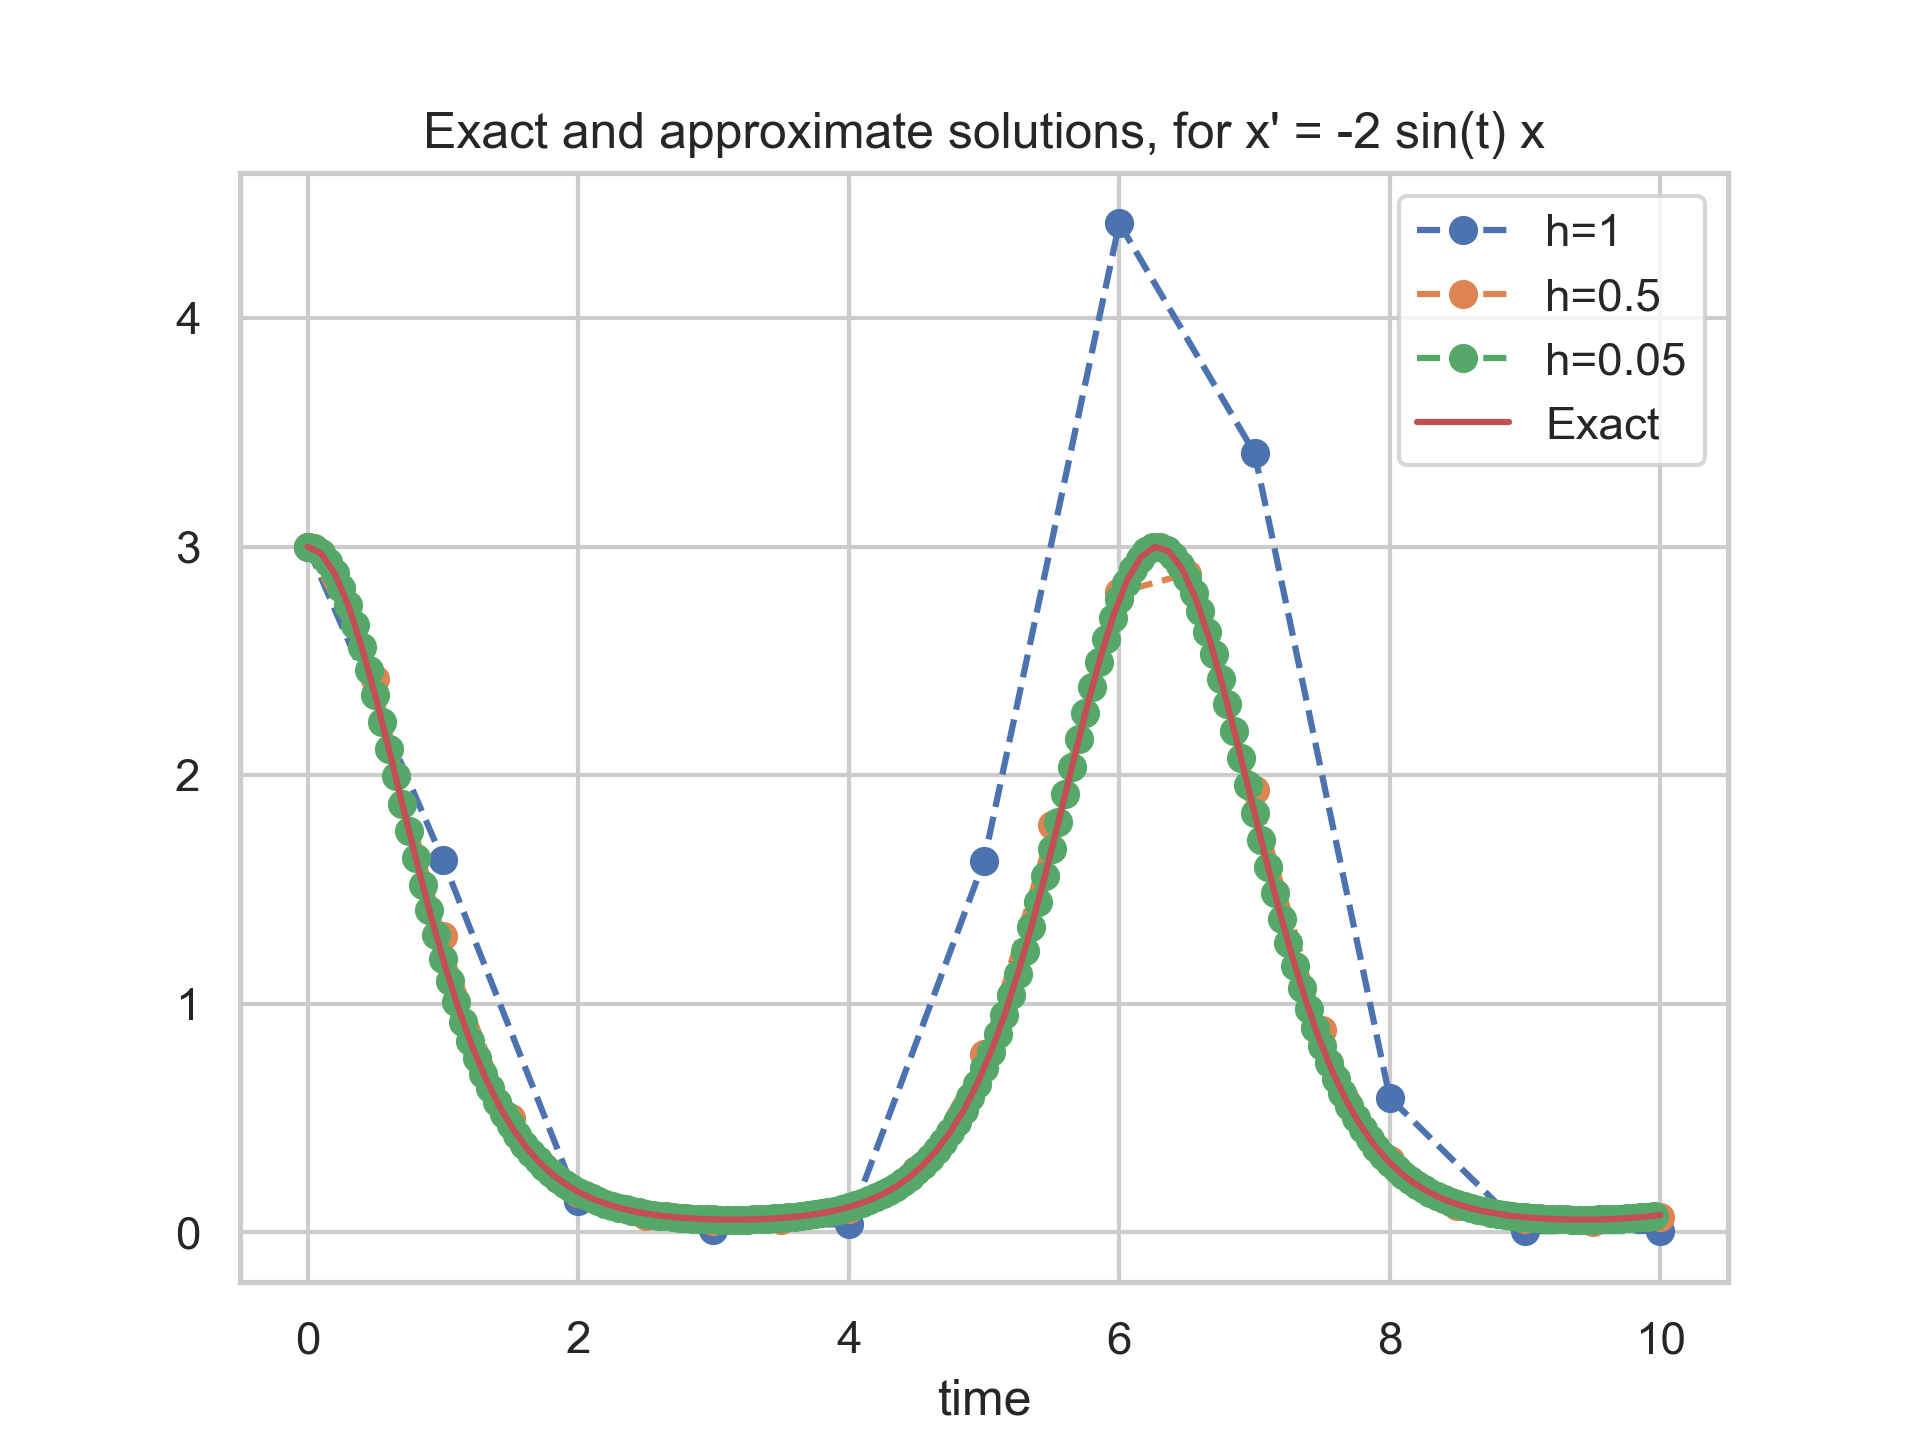 Exact and approximate solutions, for x' = -2 sin(t) x
h=1
h=0.5
h=0.05
Exact
4
3
2
1
0
0 2 4 6 8 10
time